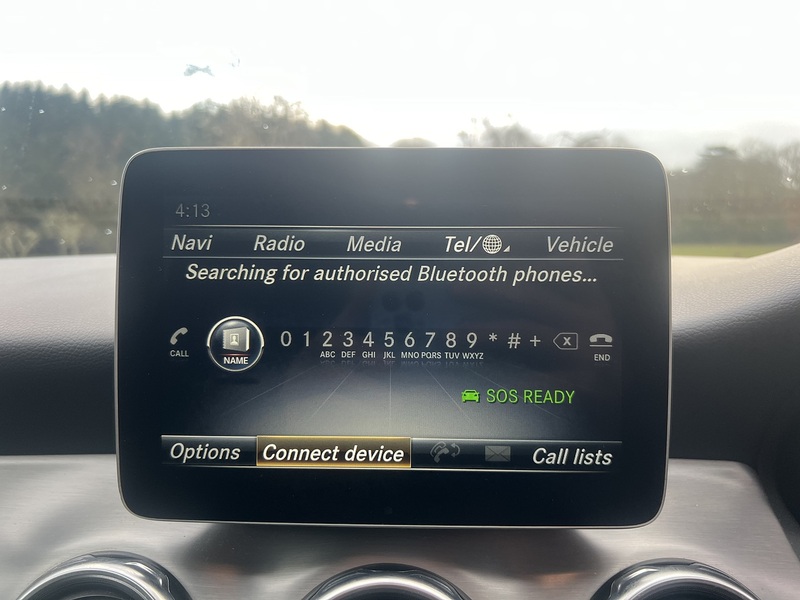 4:13
Navi Radio Media Tel/ Vehicle
Searching for authorised Bluetooth phones...
CALL NAME 0 1 2 3 4 5 6 7 8 9 * # + X END
ABC DEF GHI JKL MNO PQRS TUV WXYZ
SOS READY
Options Connect device Call lists